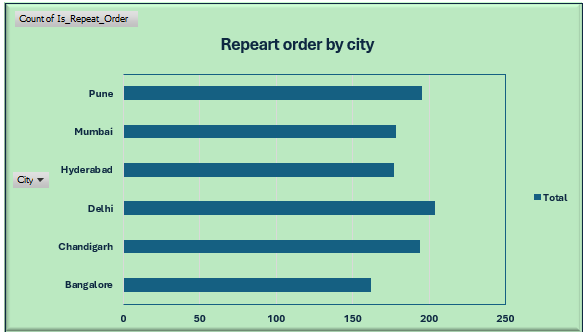 Count of Is_Repeat_Order
Repeart order by city
Pune
Mumbai
Hyderabad
City
Delhi
Total
Chandigarh
Bangalore
0 50 100 150 200 250